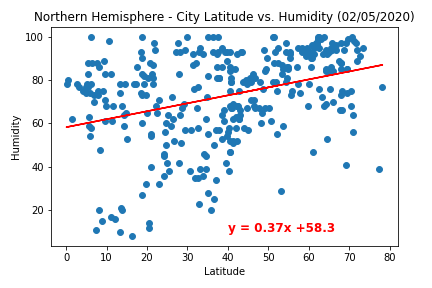 Northern Hemisphere - City Latitude vs. Humidity (02/05/2020)
100
80
60
40
20
Humidity
y = 0.37x +58.3
0 10 20 30 40 50 60 70 80
Latitude